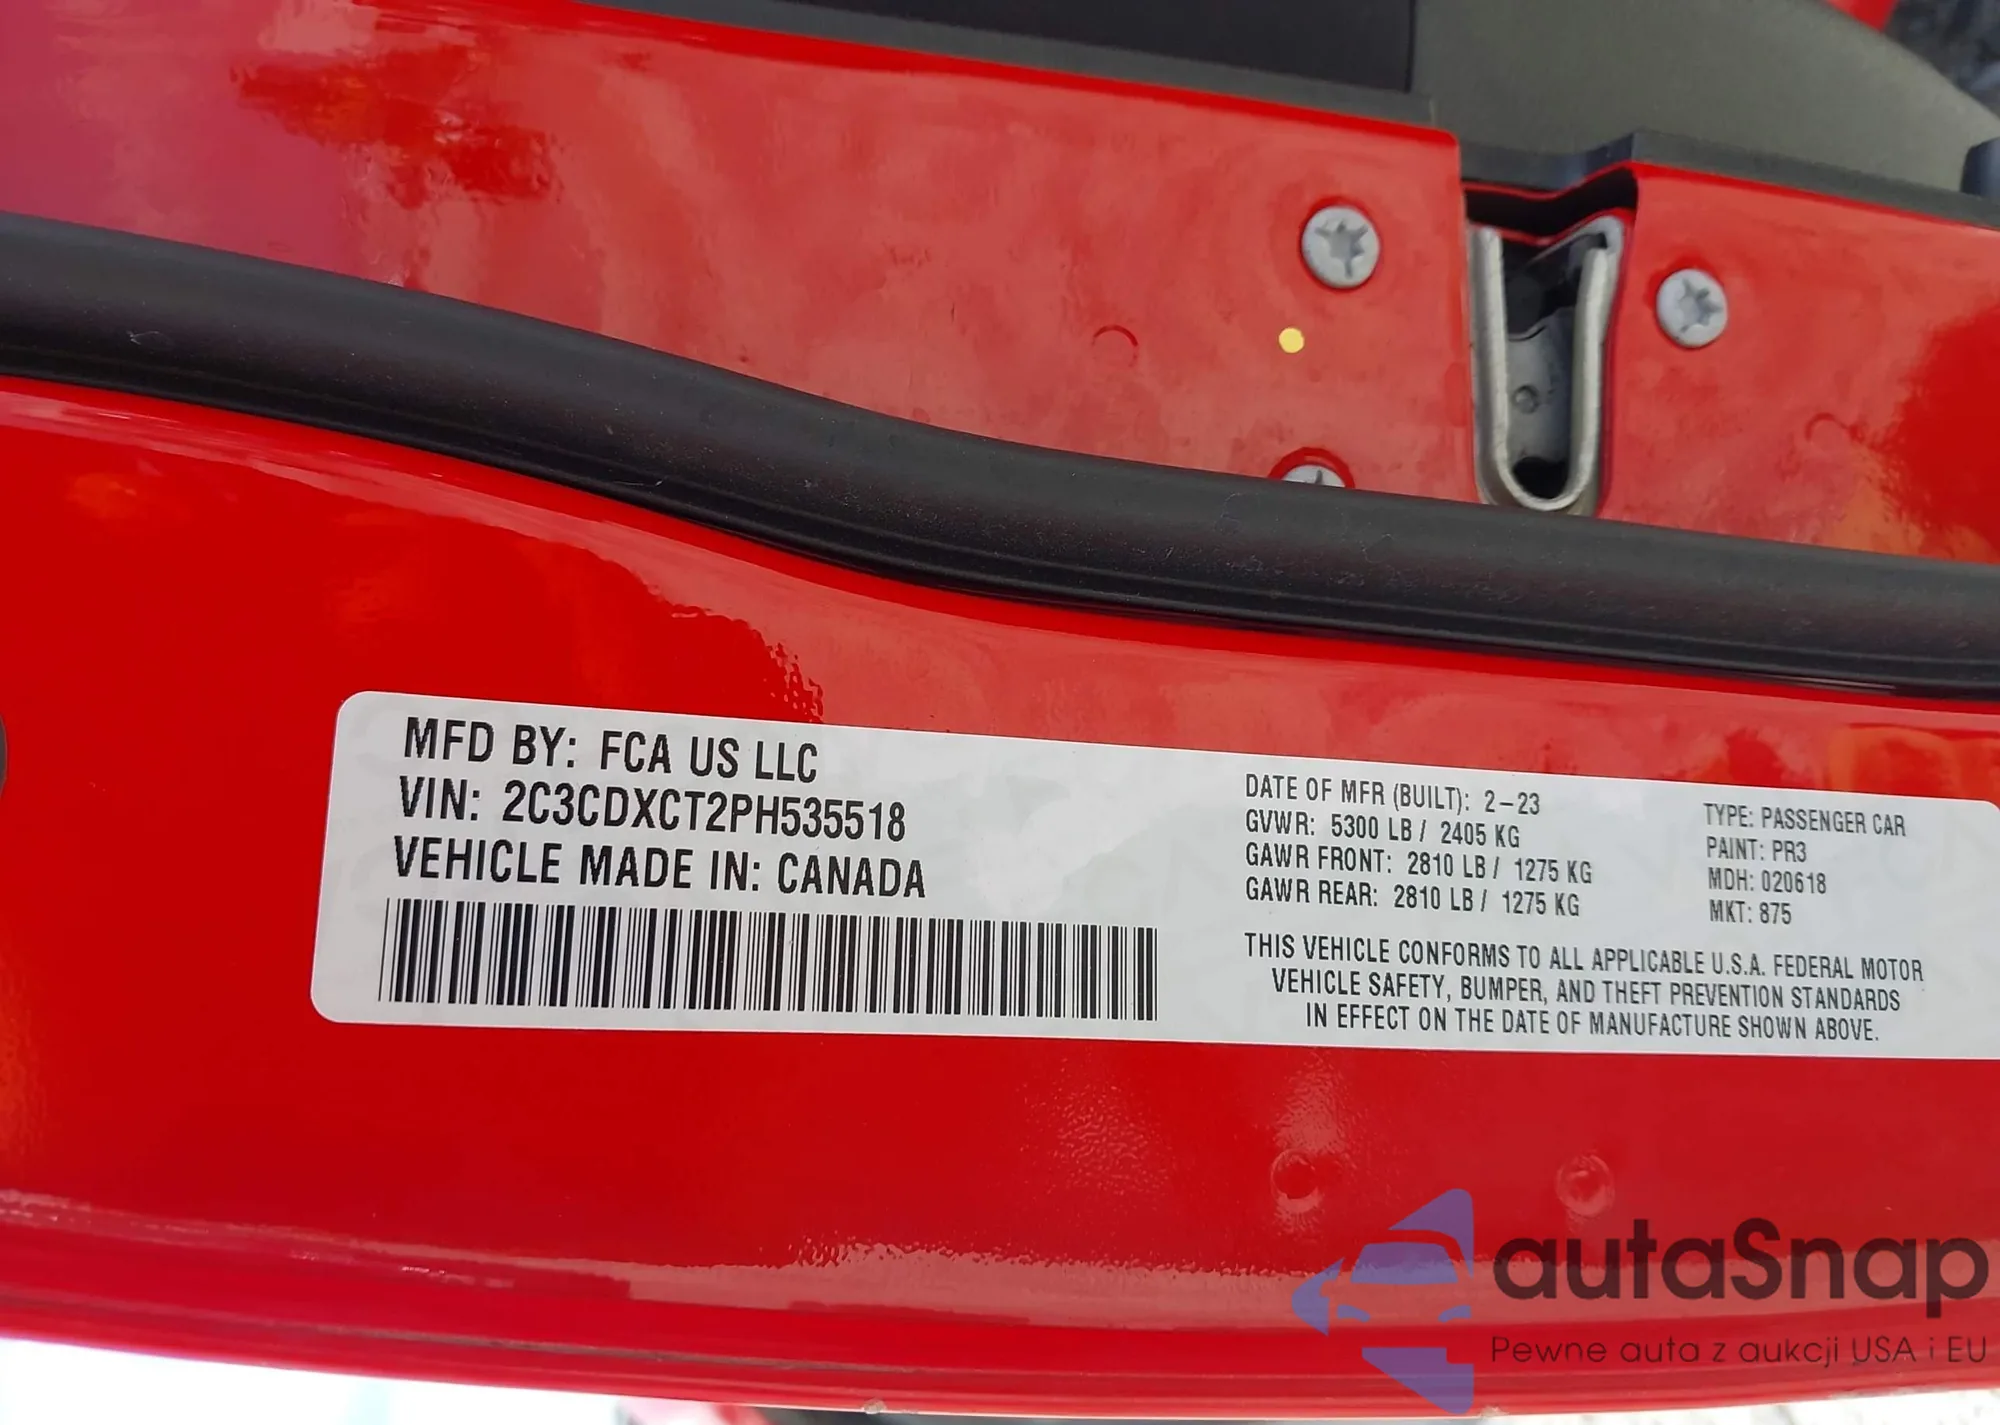 MFD BY: FCA US LLC
VIN: 2C3CDXCT2PH535518
VEHICLE MADE IN: CANADA
DATE OF MFR (BUILT): 2-23
GVWR: 5300 LB / 2405 KG
GAWR FRONT: 2810 LB / 1275 KG
GAWR REAR: 2810 LB / 1275 KG
TYPE: PASSENGER CAR
PAINT: PR3
MDH: 020618
MKT: 875
THIS VEHICLE CONFORMS TO ALL APPLICABLE U.S.A. FEDERAL MOTOR
VEHICLE SAFETY, BUMPER, AND THEFT PREVENTION STANDARDS
IN EFFECT ON THE DATE OF MANUFACTURE SHOWN ABOVE.
autaSnap
Pewne auta z aukcji USA i EU